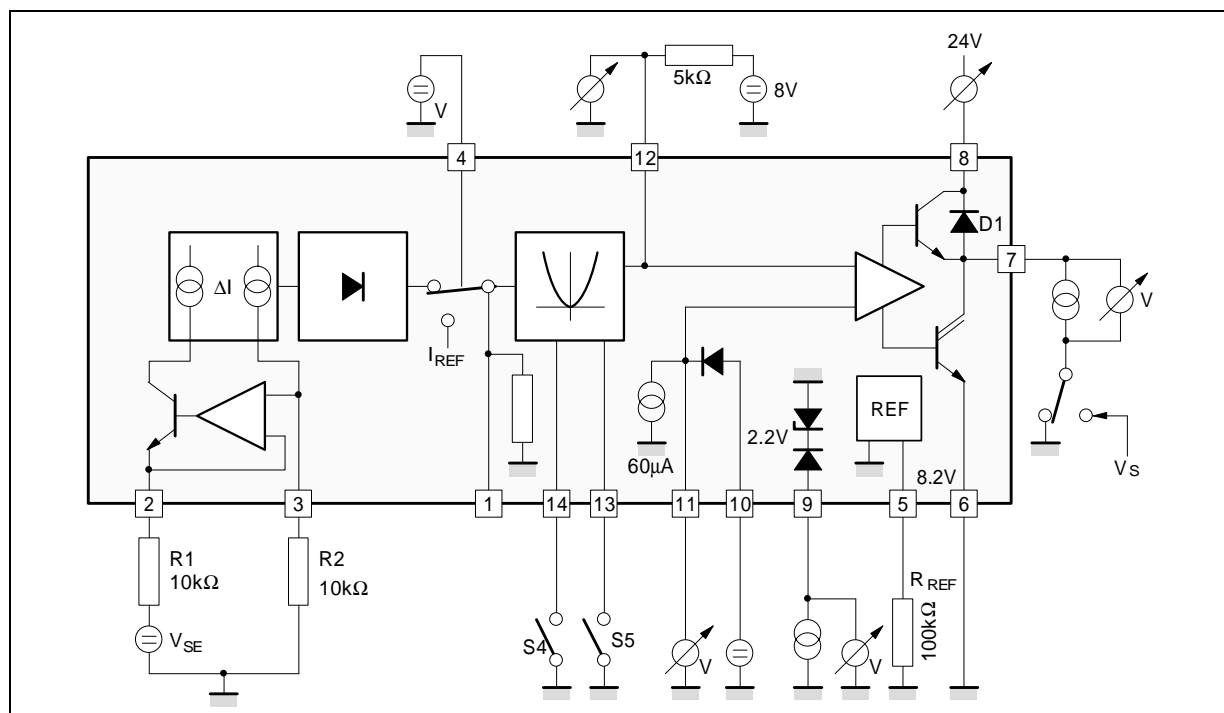 24V
5kΩ
8V
V
4
12
8
D1
7
ΔI
V
I REF
REF
2.2V
60µA
8.2V
V S
2
3
1
14
13
11
10
9
5
6
R1
10kΩ
R2
10kΩ
R REF
100kΩ
V SE
S4
S5
V
V